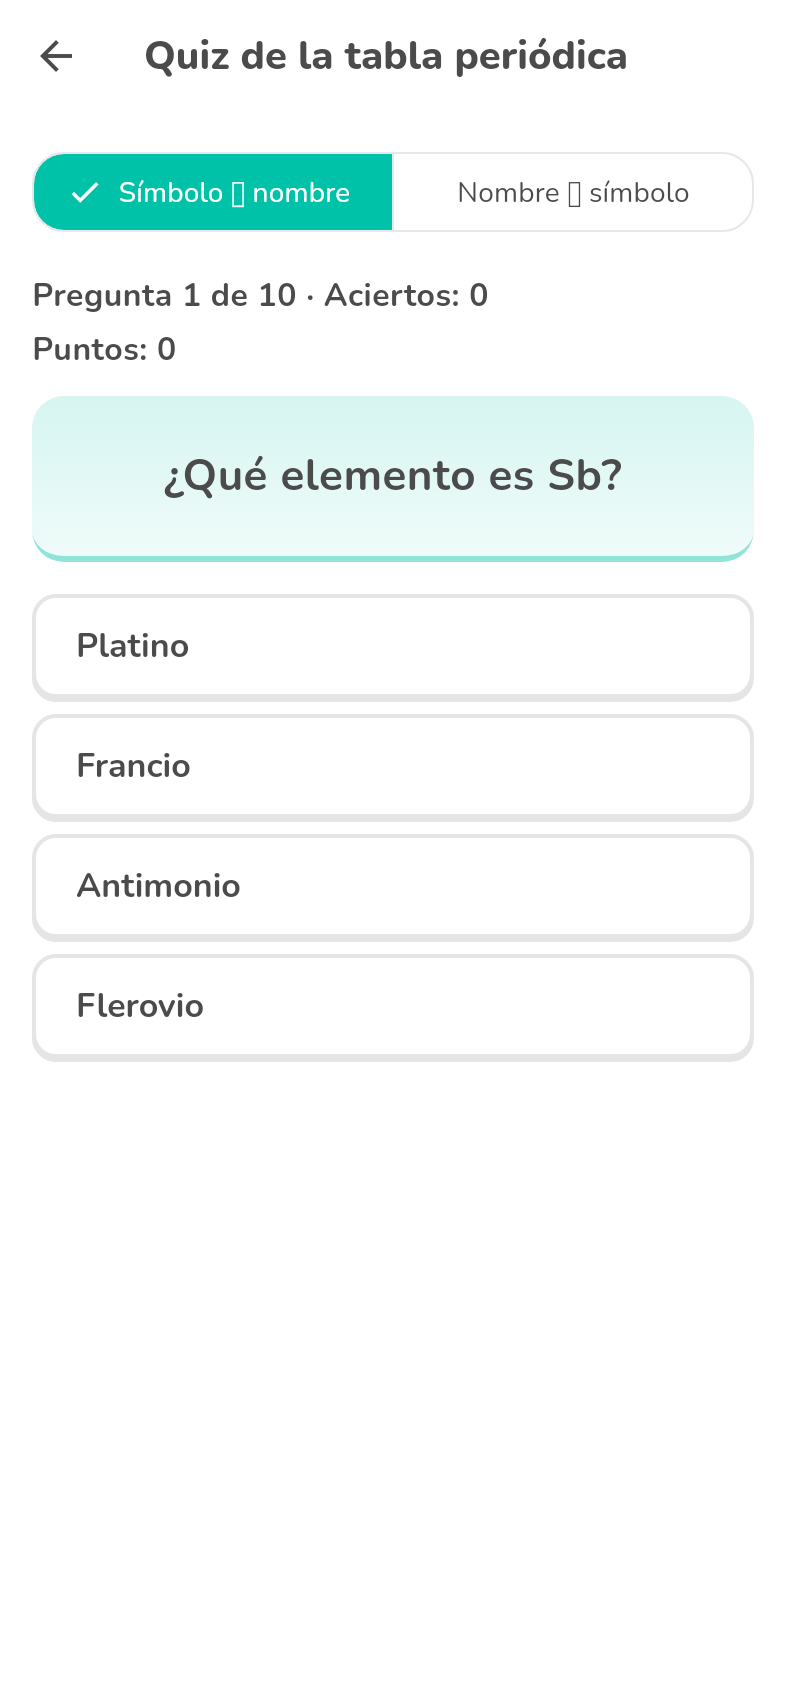 Quiz de la tabla periódica
Símbolo ▯ nombre
Nombre ▯ símbolo
Pregunta 1 de 10 · Aciertos: 0
Puntos: 0
¿Qué elemento es Sb?
Platino
Francio
Antimonio
Flerovio